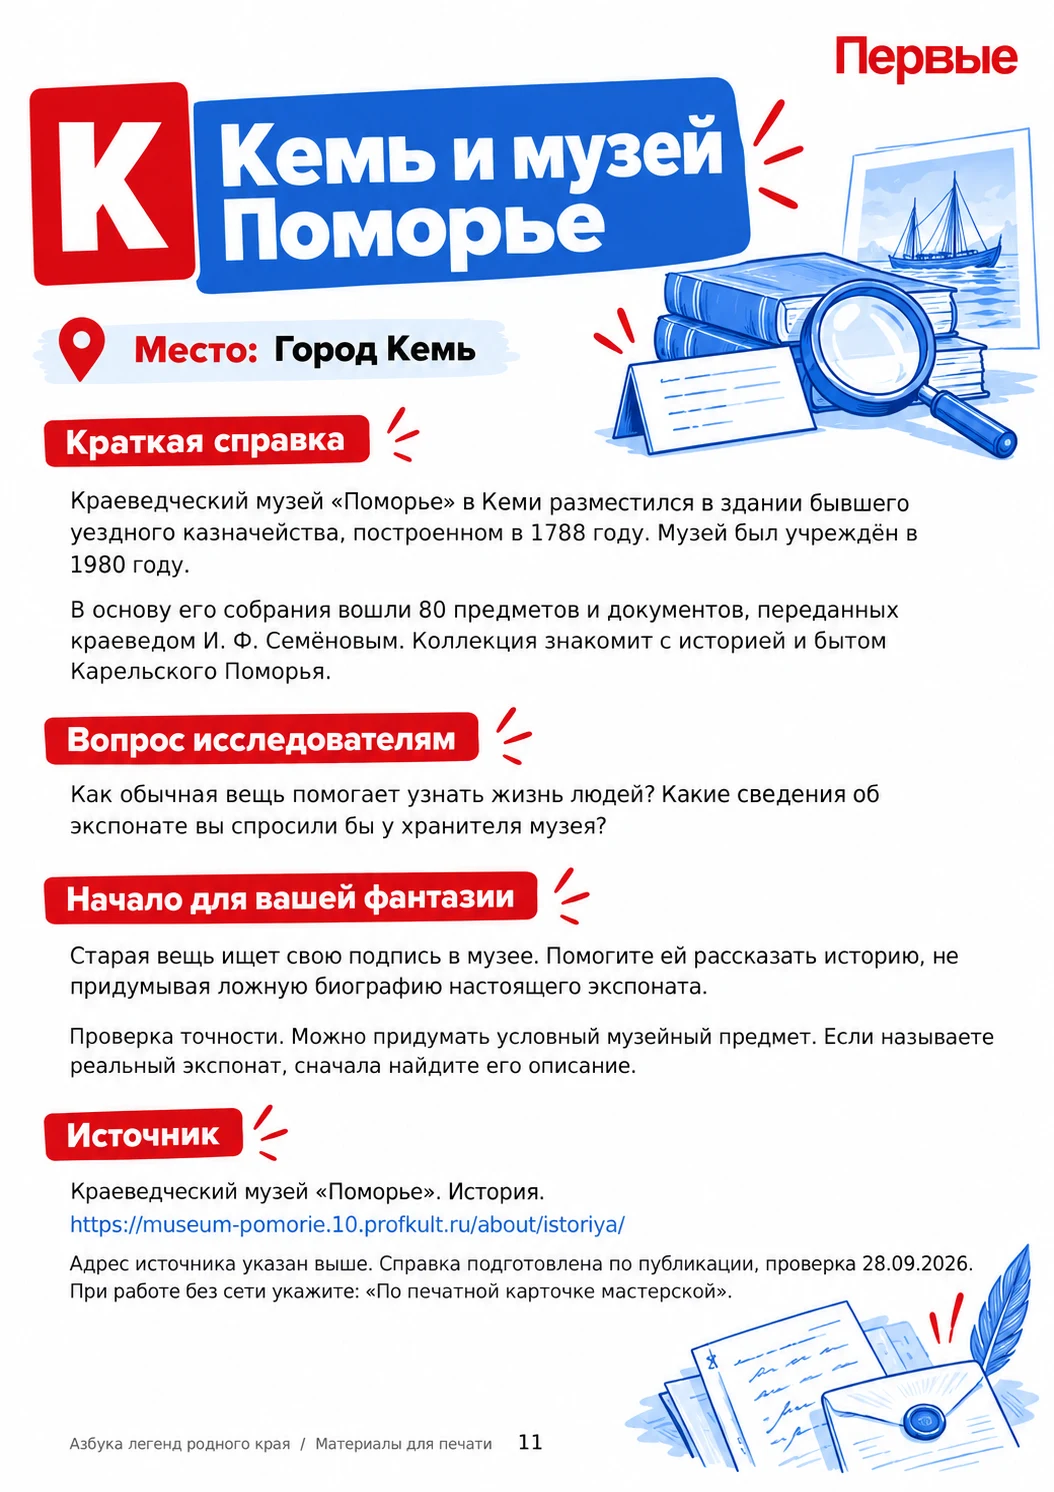 Первые
К
Кемь и музей
Поморье
Место: Город Кемь
Краткая справка
Краеведческий музей «Поморье» в Кеми разместился в здании бывшего
уездного казначейства, построенном в 1788 году. Музей был учреждён в
1980 году.
В основу его собрания вошли 80 предметов и документов, переданных
краеведом И. Ф. Семёновым. Коллекция знакомит с историей и бытом
Карельского Поморья.
Вопрос исследователям
Как обычная вещь помогает узнать жизнь людей? Какие сведения об
экспонате вы спросили бы у хранителя музея?
Начало для вашей фантазии
Старая вещь ищет свою подпись в музее. Помогите ей рассказать историю, не
придумывая ложную биографию настоящего экспоната.
Проверка точности. Можно придумать условный музейный предмет. Если называете
реальный экспонат, сначала найдите его описание.
Источник
Краеведческий музей «Поморье». История.
https://museum-pomorie.10.profkult.ru/about/istoriya/
Адрес источника указан выше. Справка подготовлена по публикации, проверка 28.09.2026.
При работе без сети укажите: «По печатной карточке мастерской».
Азбука легенд родного края / Материалы для печати 11